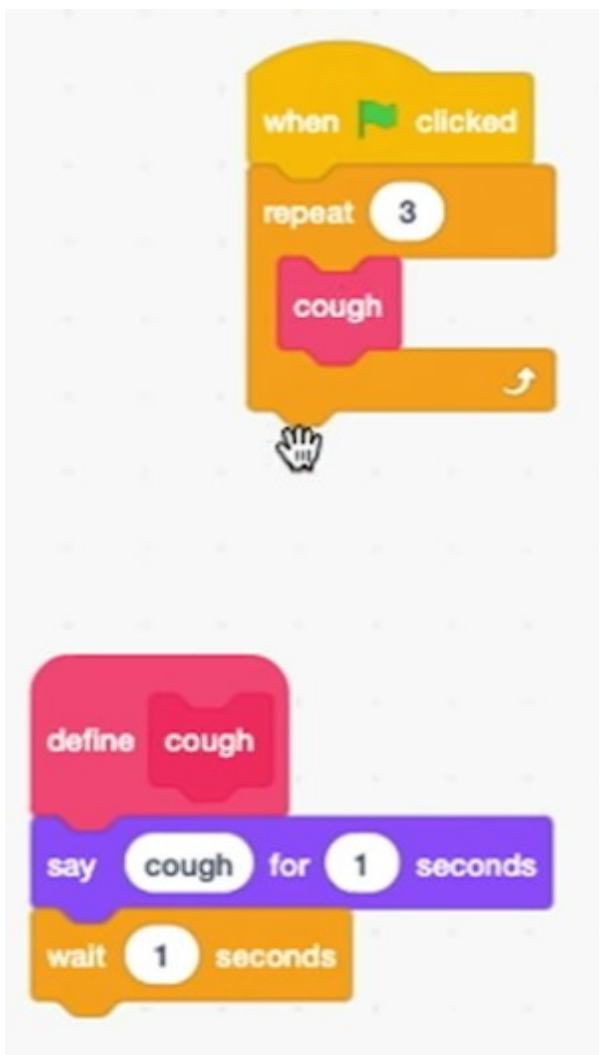 when clicked
repeat 3
cough
define cough
say cough for 1 seconds
wait 1 seconds